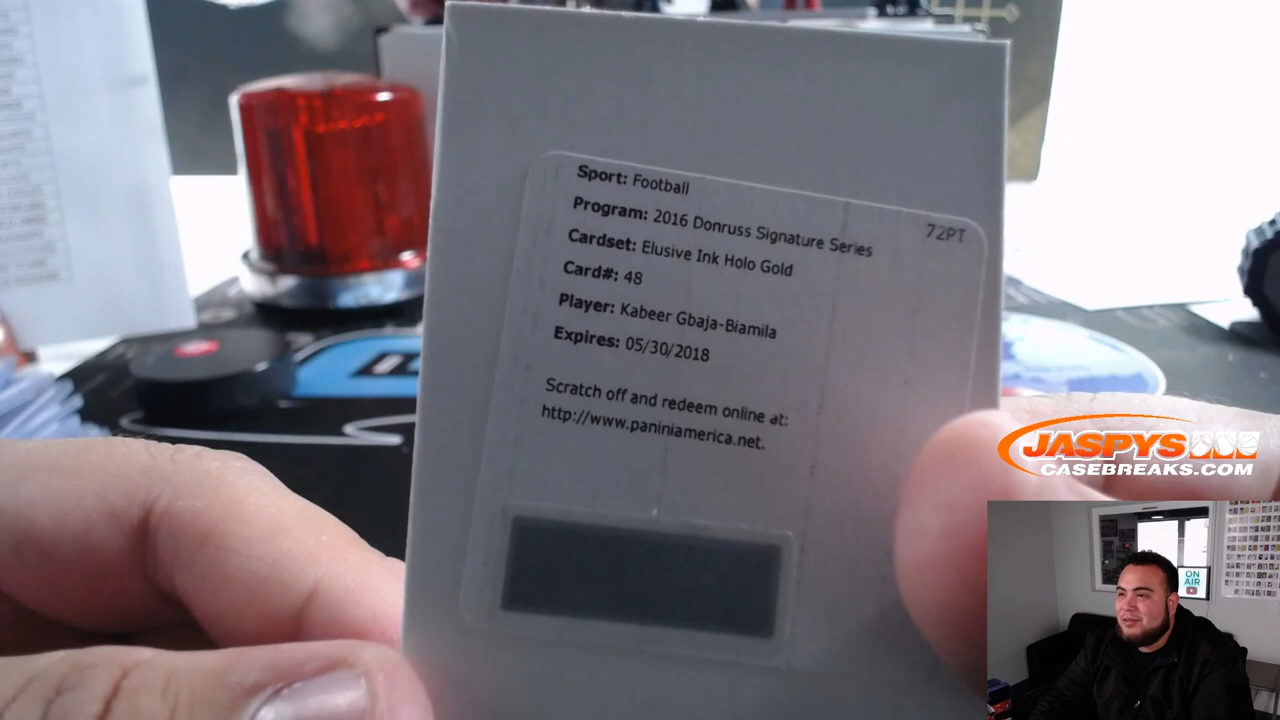 Sport: Football
72PT
Program: 2016 Donruss Signature Series
Cardset: Elusive Ink Holo Gold
Card#: 48
Player: Kabeer Gbaja-Biamila
Expires: 05/30/2018
Scratch off and redeem online at:
http://www.paniniamerica.net.
JASPYS
CASEBREAKS.COM
ON
AIR